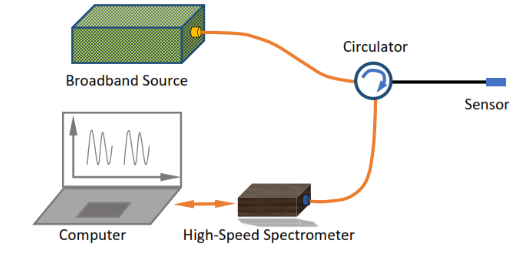 Circulator
Broadband Source
Sensor
Computer
High-Speed Spectrometer